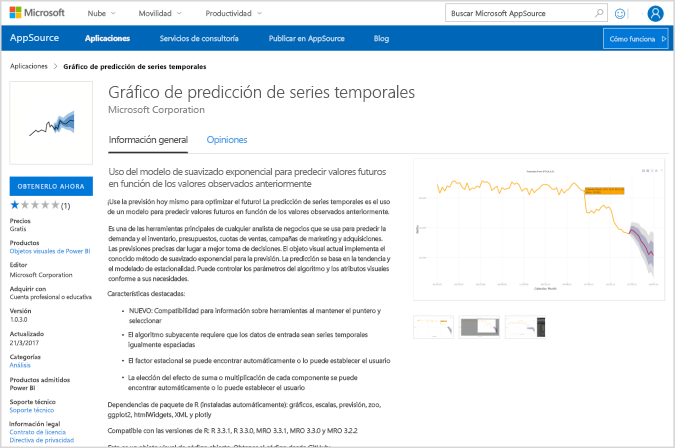 Microsoft Nube Movilidad Productividad Buscar Microsoft AppSource
AppSource Aplicaciones Servicios de consultoría Publicar en AppSource Blog Cómo funciona
Aplicaciones > Gráfico de predicción de series temporales
Gráfico de predicción de series temporales
Microsoft Corporation
Información general Opiniones
OBTENERLO AHORA
(1)
Precios
Gratis
Productos
Objetos visuales de Power BI
Editor
Microsoft Corporation
Adquirir con
Cuenta profesional o educativa
Versión
1.0.3.0
Actualizado
21/3/2017
Categorías
Análisis
Productos admitidos
Power BI
Soporte técnico
Soporte técnico
Información legal
Contrato de licencia
Directiva de privacidad
Uso del modelo de suavizado exponencial para predecir valores futuros
en función de los valores observados anteriormente
¡Use la previsión hoy mismo para optimizar el futuro! La predicción de series temporales es el uso
de un modelo para predecir valores futuros en función de los valores observados anteriormente.
Es una de las herramientas principales de cualquier analista de negocios que se usa para predecir la
demanda y el inventario, presupuestos, cuotas de ventas, campañas de marketing y adquisiciones.
Las previsiones precisas dar lugar a mejor toma de decisiones. El objeto visual actual implementa el
conocido método de suavizado exponencial para la previsión. La predicción se basa en la tendencia y
el modelado de estacionalidad. Puede controlar los parámetros del algoritmo y los atributos visuales
conforme a sus necesidades.
Características destacadas:
• NUEVO: Compatibilidad para información sobre herramientas al mantener el puntero y
seleccionar
• El algoritmo subyacente requiere que los datos de entrada sean series temporales
igualmente espaciadas
• El factor estacional se puede encontrar automáticamente o lo puede establecer el usuario
• La elección del efecto de suma o multiplicación de cada componente se puede
encontrar automáticamente o lo puede establecer el usuario
Dependencias de paquete de R (instaladas automáticamente): gráficos, escalas, previsión, zoo,
ggplot2, htmlWidgets, XML y plotly
Compatible con las versiones de R: R 3.3.1, R 3.3.0, MRO 3.3.1, MRO 3.3.0 y MRO 3.2.2
Calendar Month